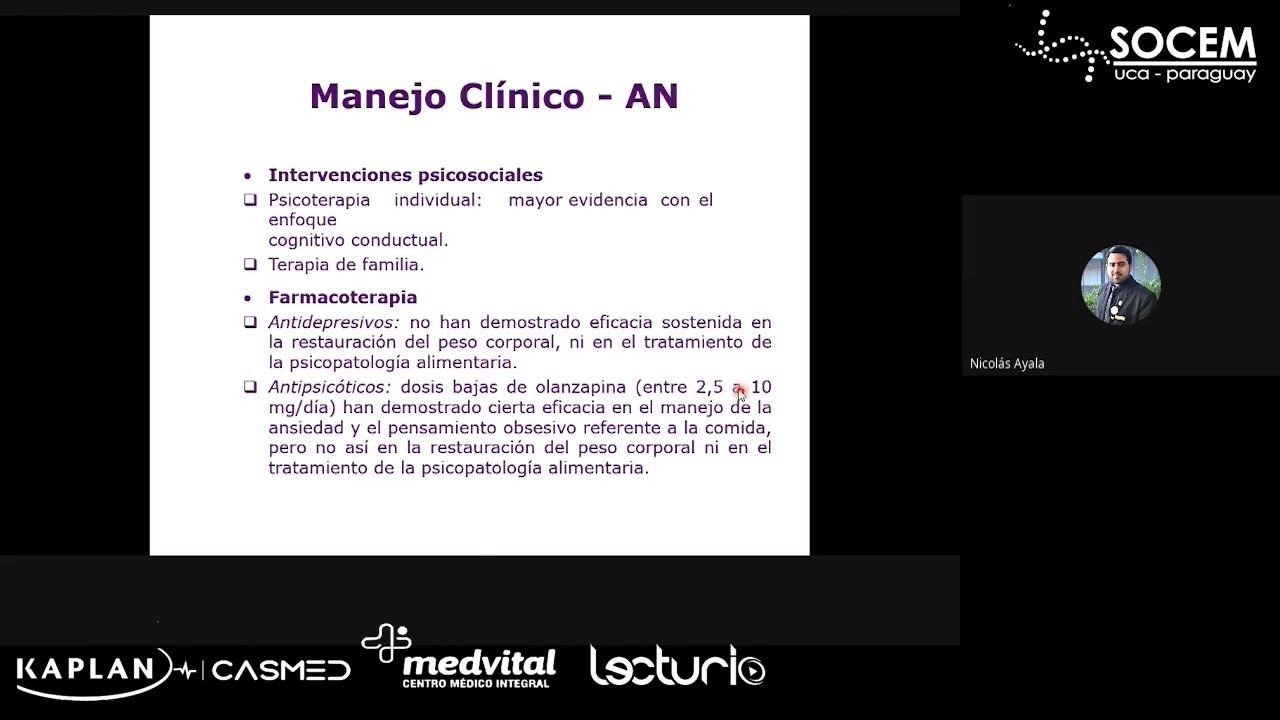 Manejo Clínico - AN
• Intervenciones psicosociales
❑ Psicoterapia individual: mayor evidencia con el
enfoque
cognitivo conductual.
❑ Terapia de familia.
• Farmacoterapia
❑ Antidepresivos: no han demostrado eficacia sostenida en
la restauración del peso corporal, ni en el tratamiento de
la psicopatología alimentaria.
❑ Antipsicóticos: dosis bajas de olanzapina (entre 2,5 a 10
mg/día) han demostrado cierta eficacia en el manejo de la
ansiedad y el pensamiento obsesivo referente a la comida,
pero no así en la restauración del peso corporal ni en el
tratamiento de la psicopatología alimentaria.
SOCEM
uca - paraguay
Nicolás Ayala
KAPLAN | CASMED
medvital
CENTRO MÉDICO INTEGRAL
Lecturio